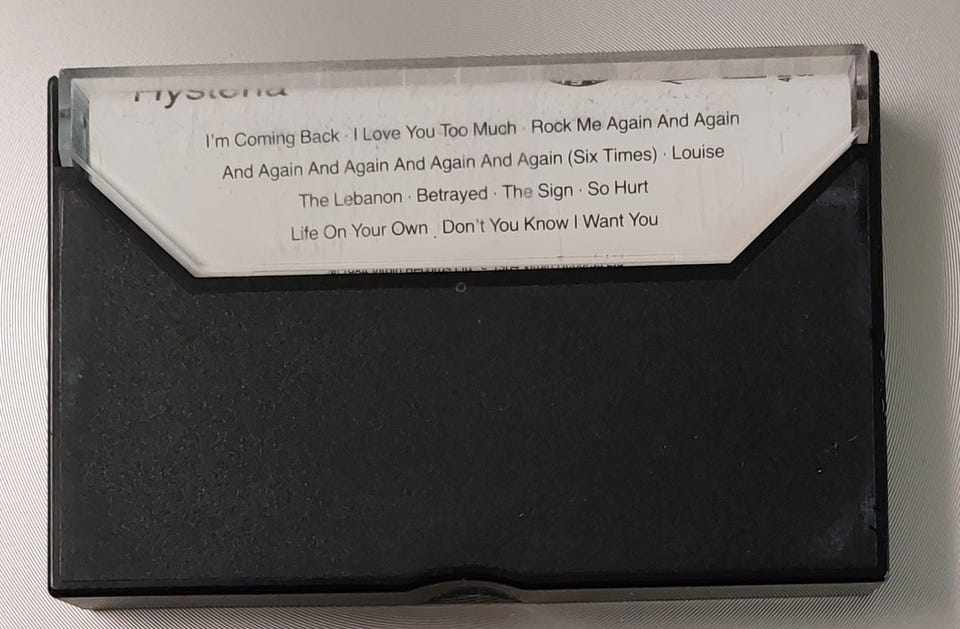 Hysteria
I'm Coming Back · I Love You Too Much · Rock Me Again And Again
And Again And Again And Again And Again (Six Times) · Louise
The Lebanon · Betrayed · The Sign · So Hurt
Life On Your Own · Don't You Know I Want You